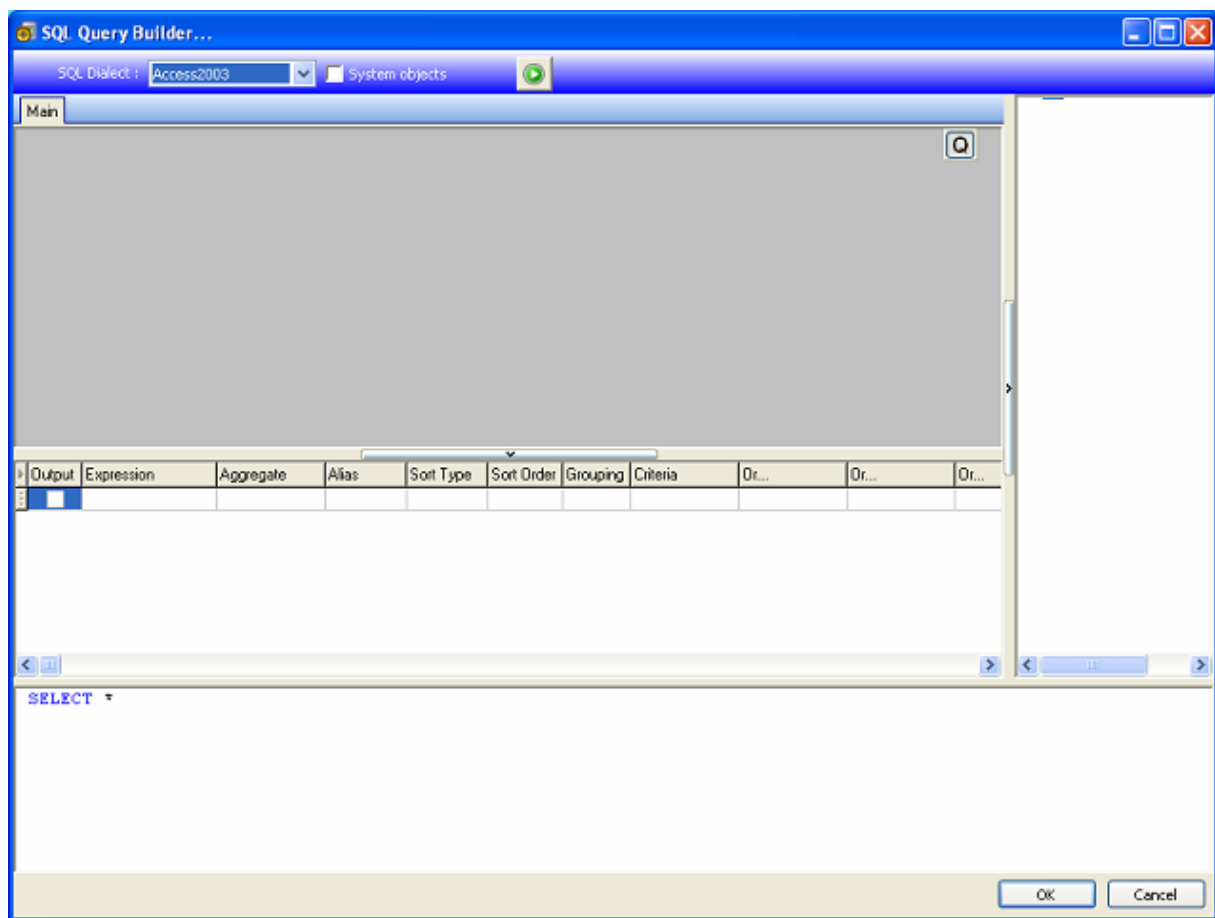 SQL Query Builder...
SQL Dialect : Access2003 System objects
Main
Q
Output Expression Aggregate Alias Sort Type Sort Order Grouping Criteria Or... Or... Or...
SELECT *
OK Cancel